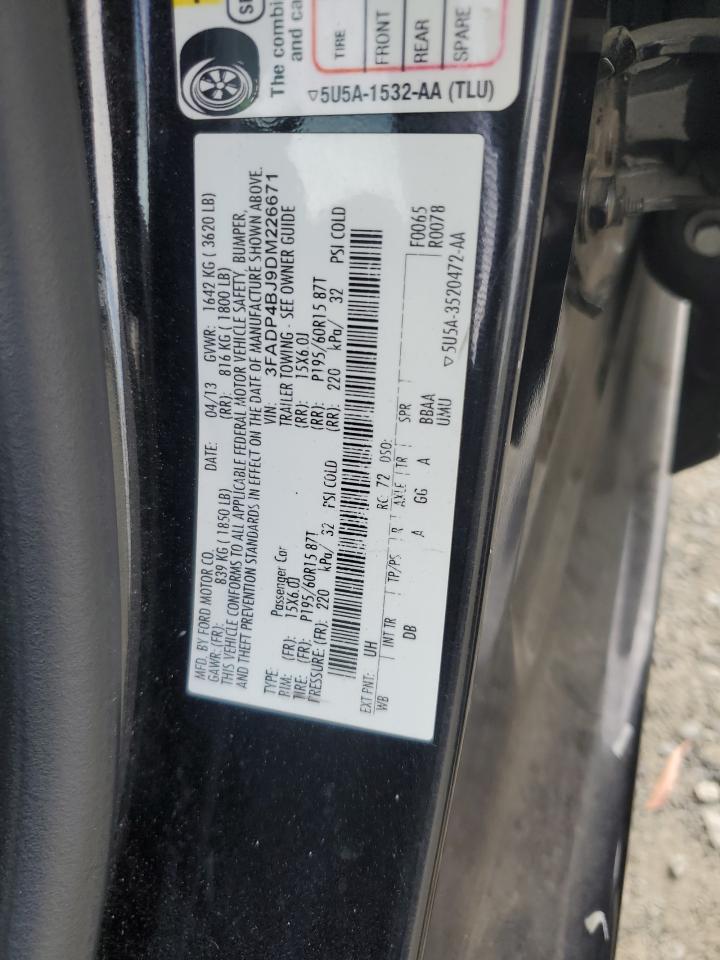 The combi
and ca
TIRE
FRONT
REAR
SPARE
▽5U5A-1532-AA (TLU)
MFD. BY FORD MOTOR CO.
DATE: 04/13 GVWR: 1642 KG ( 3620 LB)
GAWR: (FR): 839 KG ( 1850 LB) (RR): 816 KG ( 1800 LB)
THIS VEHICLE CONFORMS TO ALL APPLICABLE FEDERAL MOTOR VEHICLE SAFETY, BUMPER,
AND THEFT PREVENTION STANDARDS IN EFFECT ON THE DATE OF MANUFACTURE SHOWN ABOVE.
VIN: 3FADP4BJ9DM226671
TYPE: Passenger Car TRAILER TOWING - SEE OWNER GUIDE
RIM: (FR): 15X6.0J (RR): 15X6.0J
TIRE: (FR): P195/60R15 87T (RR): P195/60R15 87T
PRESSURE: (FR): 220 kPa/ 32 PSI COLD (RR): 220 kPa/ 32 PSI COLD
EXT PNT: UH RC: 72 DSO: F0065
WB INT TR TP/PS R AXLE TR SPR R0078
DB A GG A BBAA
UMU
▽5U5A-3520472-AA